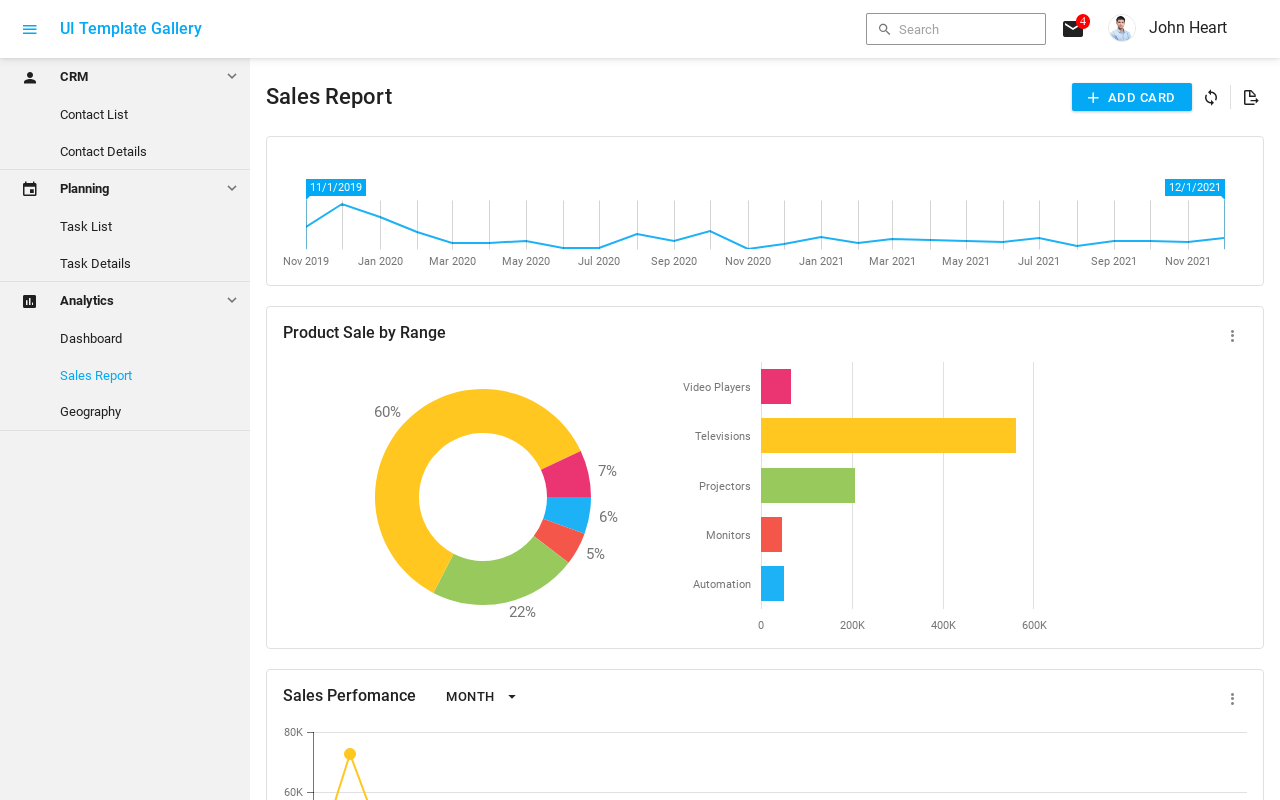 UI Template Gallery
Search
4
John Heart
CRM
Contact List
Contact Details
Planning
Task List
Task Details
Analytics
Dashboard
Sales Report
Geography
Sales Report
ADD CARD
11/1/2019
12/1/2021
Nov 2019 Jan 2020 Mar 2020 May 2020 Jul 2020 Sep 2020 Nov 2020 Jan 2021 Mar 2021 May 2021 Jul 2021 Sep 2021 Nov 2021
Product Sale by Range
60%
7%
6%
5%
22%
Video Players
Televisions
Projectors
Monitors
Automation
0 200K 400K 600K
Sales Perfomance
MONTH
80K
60K